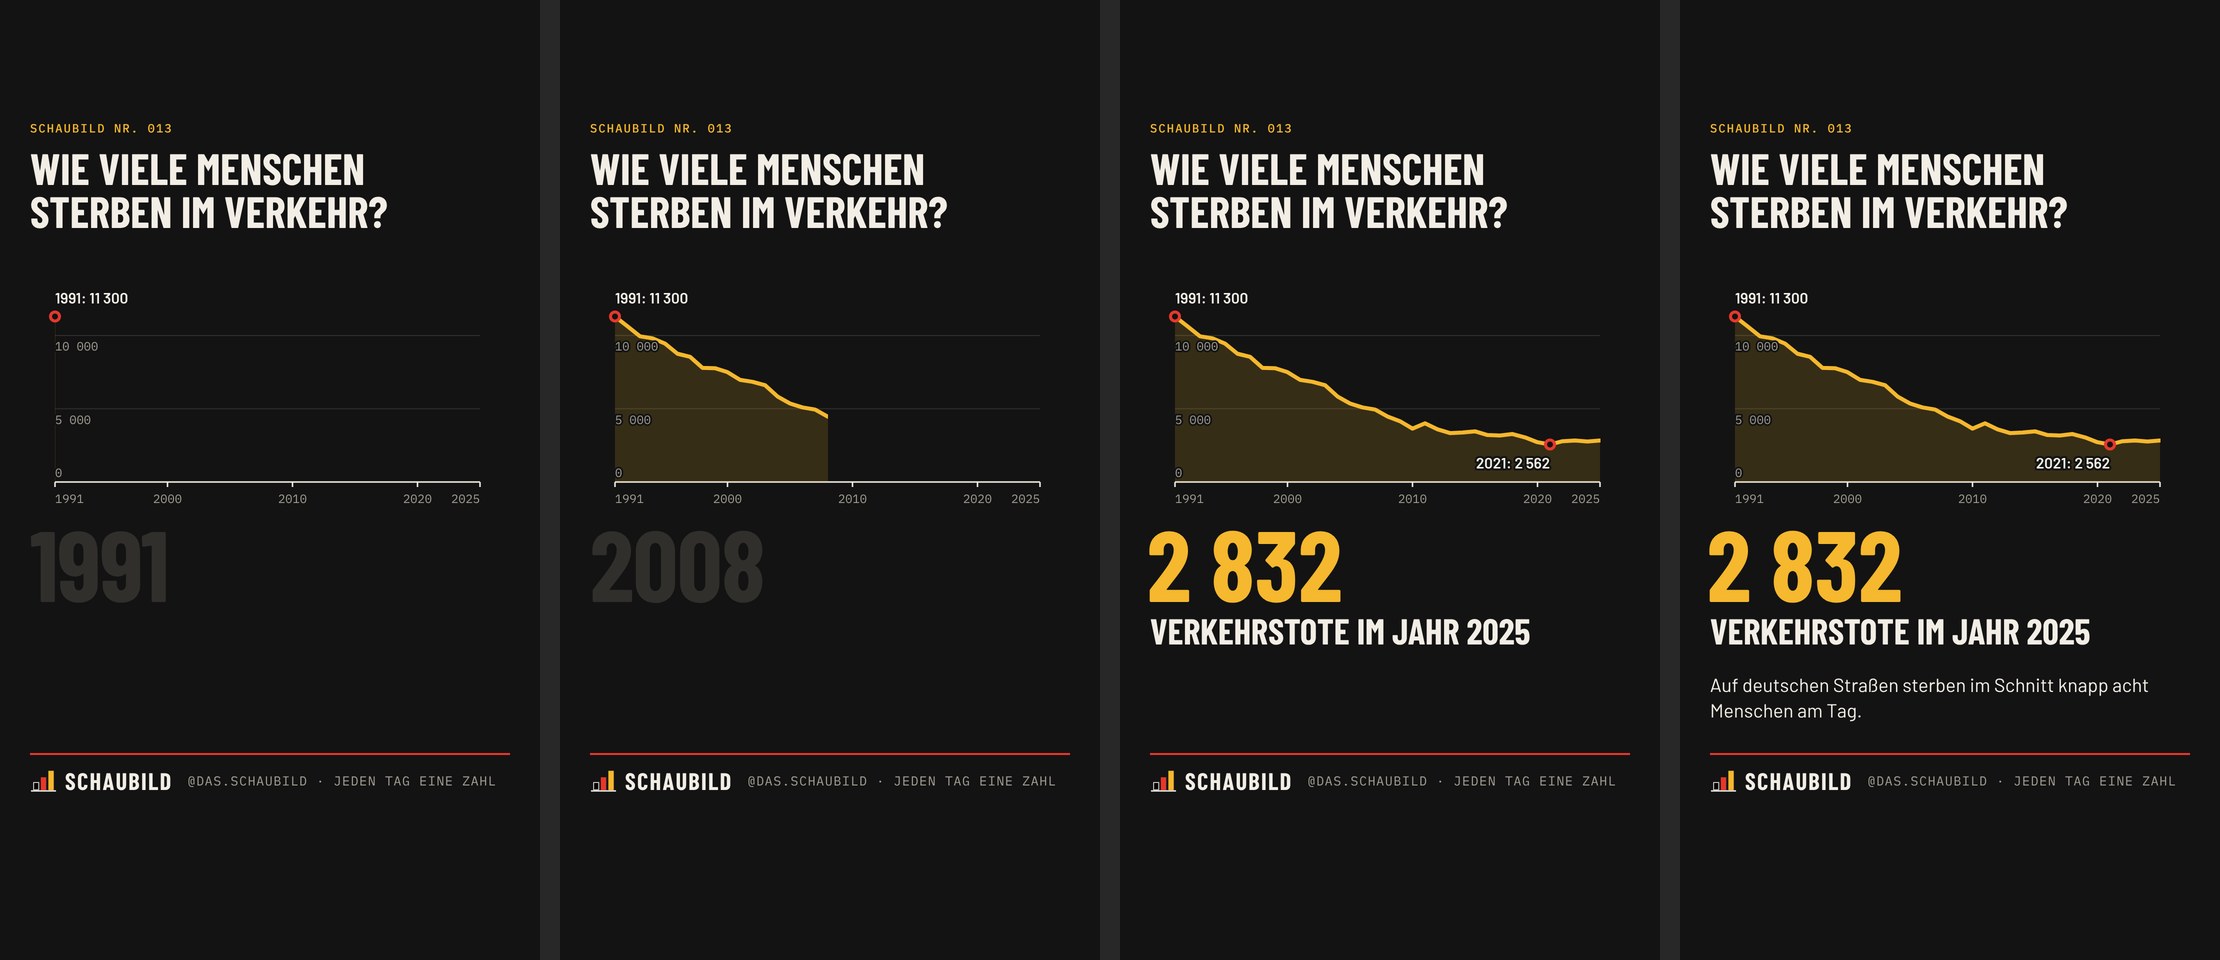 SCHAUBILD NR. 013
WIE VIELE MENSCHEN
STERBEN IM VERKEHR?
1991: 11 300
10 000
5 000
0
1991 2000 2010 2020 2025
1991
SCHAUBILD @DAS.SCHAUBILD · JEDEN TAG EINE ZAHL
SCHAUBILD NR. 013
WIE VIELE MENSCHEN
STERBEN IM VERKEHR?
1991: 11 300
10 000
5 000
0
1991 2000 2010 2020 2025
2008
SCHAUBILD @DAS.SCHAUBILD · JEDEN TAG EINE ZAHL
SCHAUBILD NR. 013
WIE VIELE MENSCHEN
STERBEN IM VERKEHR?
1991: 11 300
10 000
5 000
2021: 2 562
0
1991 2000 2010 2020 2025
2 832
VERKEHRSTOTE IM JAHR 2025
SCHAUBILD @DAS.SCHAUBILD · JEDEN TAG EINE ZAHL
SCHAUBILD NR. 013
WIE VIELE MENSCHEN
STERBEN IM VERKEHR?
1991: 11 300
10 000
5 000
2021: 2 562
0
1991 2000 2010 2020 2025
2 832
VERKEHRSTOTE IM JAHR 2025
Auf deutschen Straßen sterben im Schnitt knapp acht
Menschen am Tag.
SCHAUBILD @DAS.SCHAUBILD · JEDEN TAG EINE ZAHL